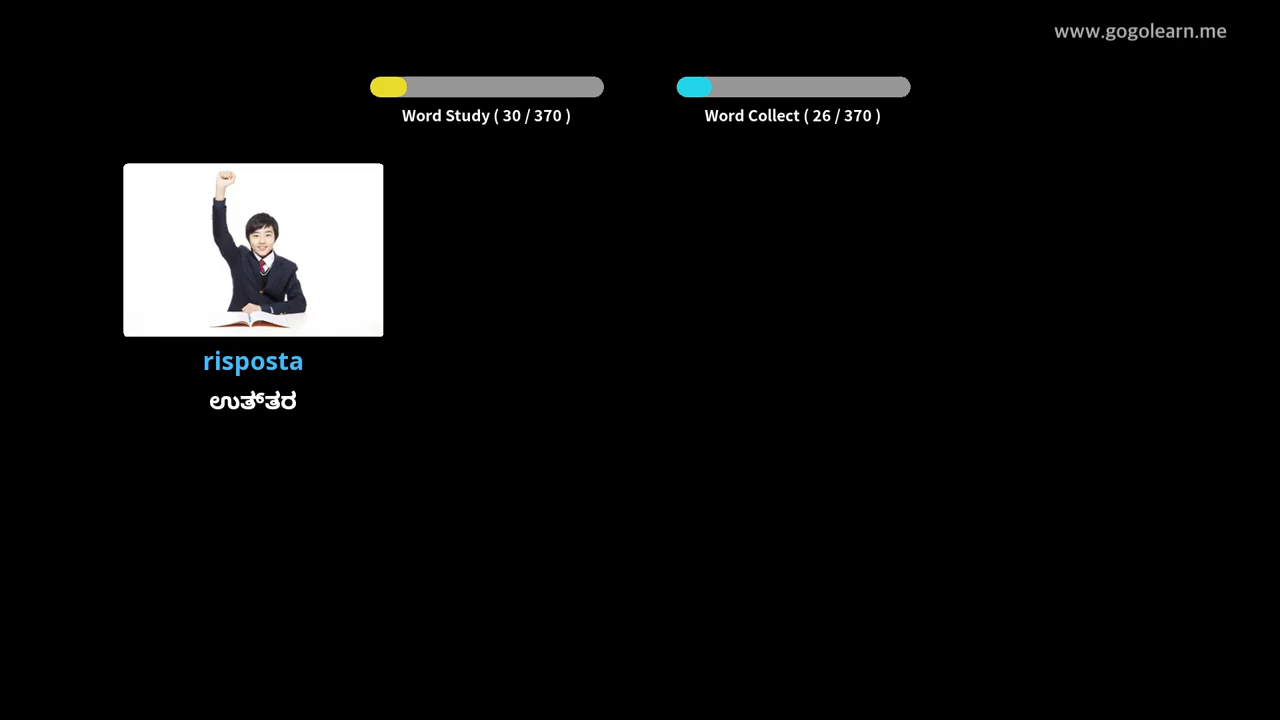 www.gogolearn.me
Word Study ( 30 / 370 )
Word Collect ( 26 / 370 )
risposta
ಉತ್ತರ